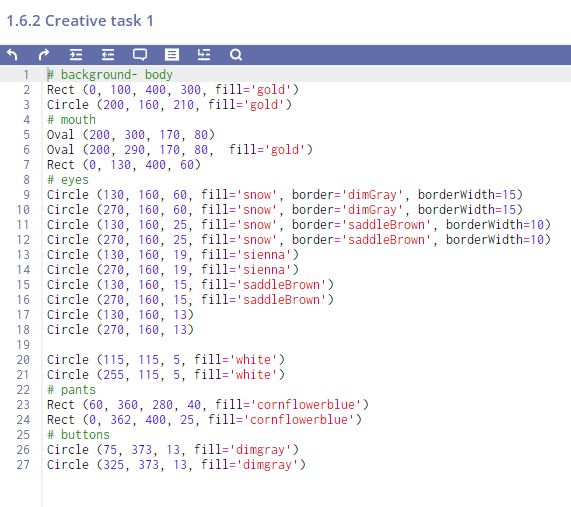 1.6.2 Creative task 1
1 # background- body
2 Rect (0, 100, 400, 300, fill='gold')
3 Circle (200, 160, 210, fill='gold')
4 # mouth
5 Oval (200, 300, 170, 80)
6 Oval (200, 290, 170, 80,  fill='gold')
7 Rect (0, 130, 400, 60)
8 # eyes
9 Circle (130, 160, 60, fill='snow', border='dimGray', borderWidth=15)
10 Circle (270, 160, 60, fill='snow', border='dimGray', borderWidth=15)
11 Circle (130, 160, 25, fill='snow', border='saddleBrown', borderWidth=10)
12 Circle (270, 160, 25, fill='snow', border='saddleBrown', borderWidth=10)
13 Circle (130, 160, 19, fill='sienna')
14 Circle (270, 160, 19, fill='sienna')
15 Circle (130, 160, 15, fill='saddleBrown')
16 Circle (270, 160, 15, fill='saddleBrown')
17 Circle (130, 160, 13)
18 Circle (270, 160, 13)
19
20 Circle (115, 115, 5, fill='white')
21 Circle (255, 115, 5, fill='white')
22 # pants
23 Rect (60, 360, 280, 40, fill='cornflowerblue')
24 Rect (0, 362, 400, 25, fill='cornflowerblue')
25 # buttons
26 Circle (75, 373, 13, fill='dimgray')
27 Circle (325, 373, 13, fill='dimgray')